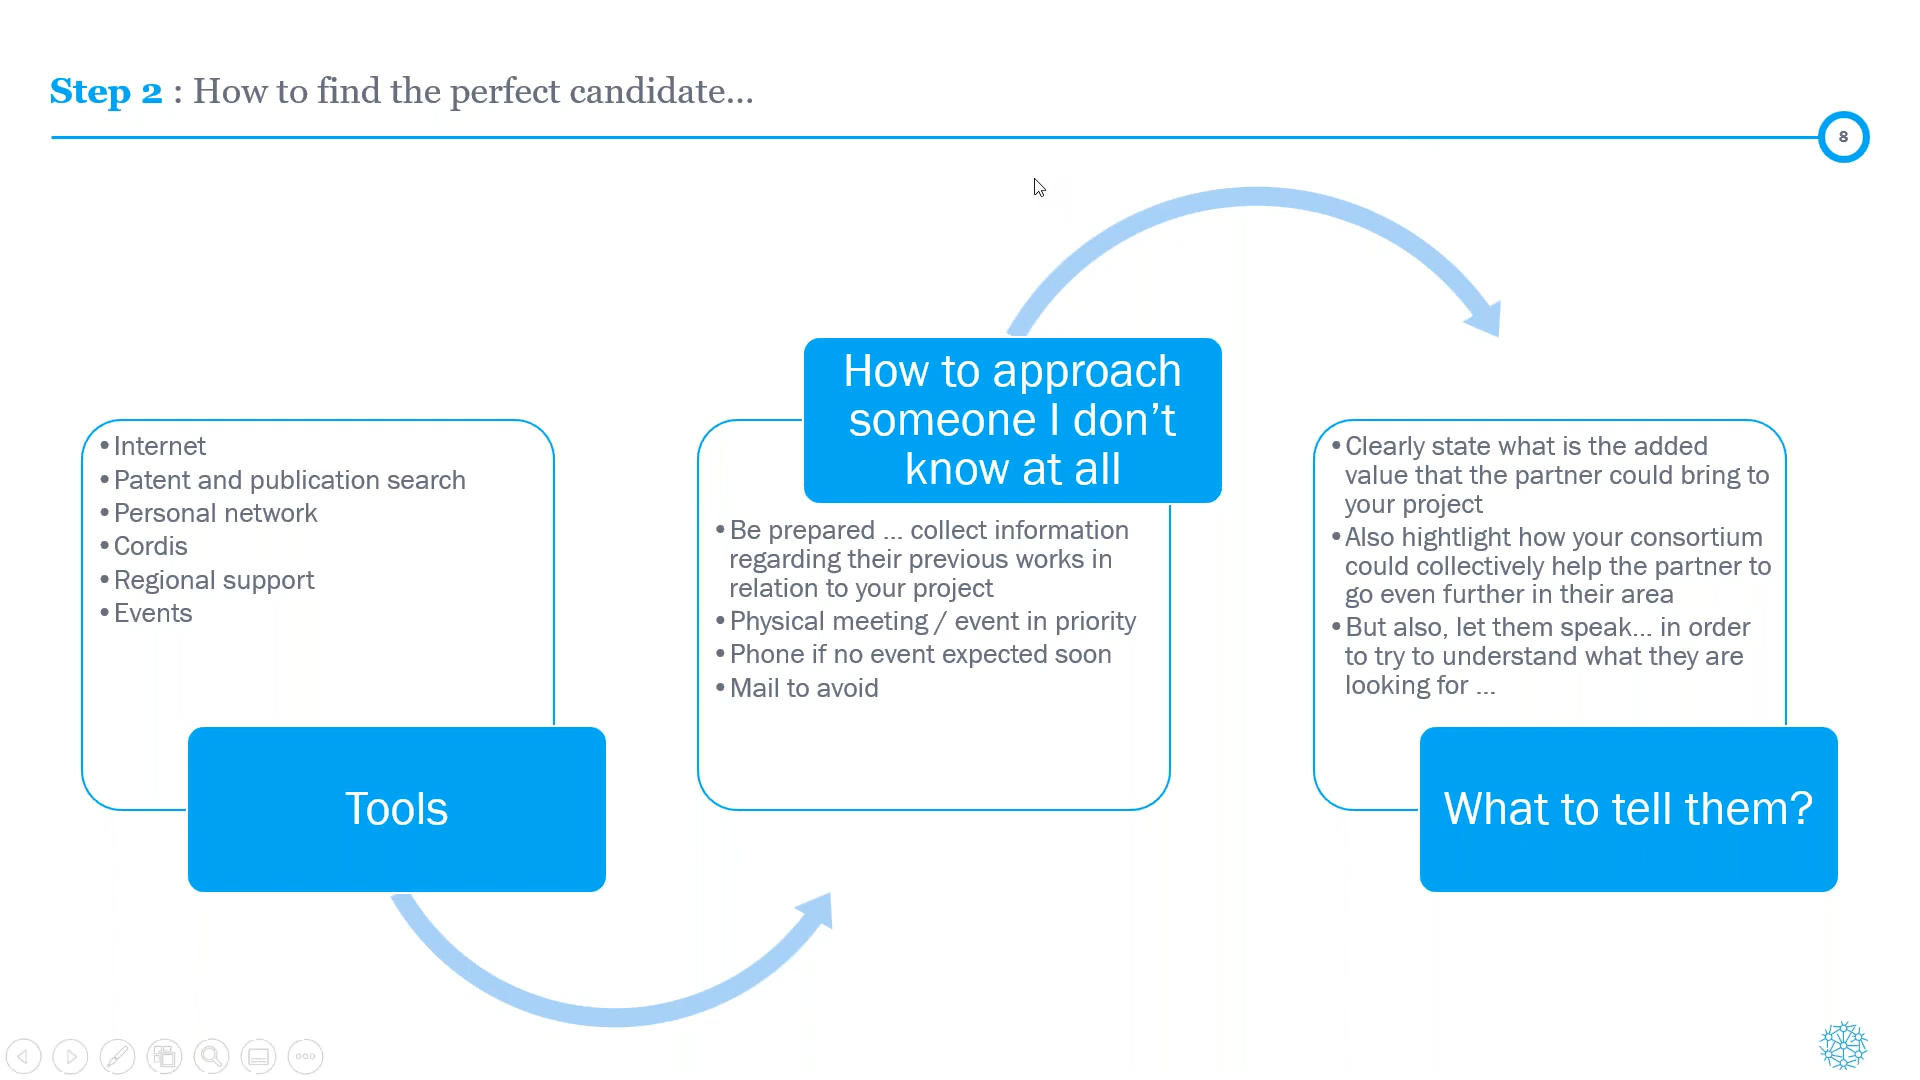 Step 2 : How to find the perfect candidate...
8
• Internet
• Patent and publication search
• Personal network
• Cordis
• Regional support
• Events
Tools
How to approach
someone I don’t
know at all
• Be prepared ... collect information
regarding their previous works in
relation to your project
• Physical meeting / event in priority
• Phone if no event expected soon
• Mail to avoid
• Clearly state what is the added
value that the partner could bring to
your project
• Also hightlight how your consortium
could collectively help the partner to
go even further in their area
• But also, let them speak... in order
to try to understand what they are
looking for ...
What to tell them?